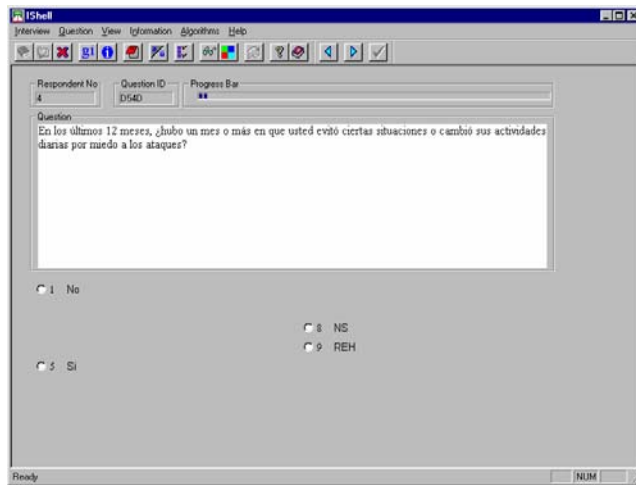 IShell
Interview Question View Information Algorithms Help
gi
Respondent No Question ID Progress Bar
4 D54D
Question
En los últimos 12 meses, ¿hubo un mes o más en que usted evitó ciertas situaciones o cambió sus actividades
diarias por miedo a los ataques?
1 No
8 NS
9 REH
5 Si
Ready NUM